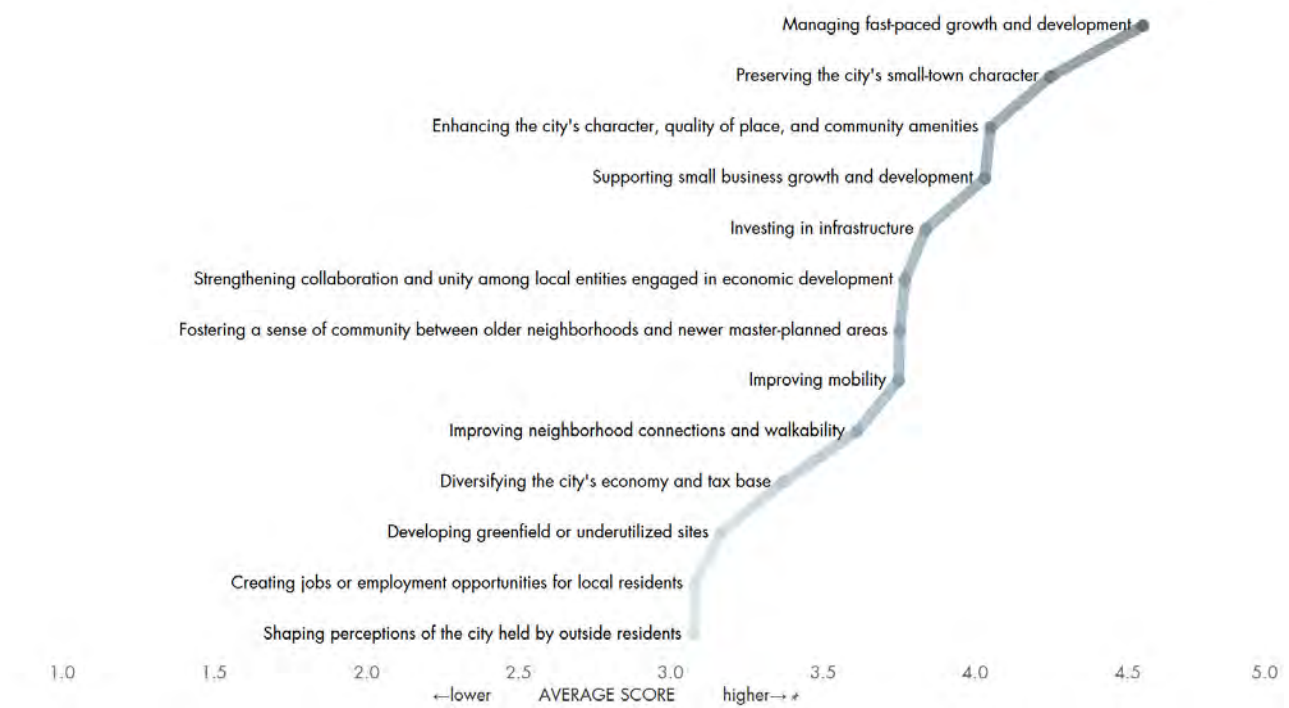 Managing fast-paced growth and development
Preserving the city's small-town character
Enhancing the city's character, quality of place, and community amenities
Supporting small business growth and development
Investing in infrastructure
Strengthening collaboration and unity among local entities engaged in economic development
Fostering a sense of community between older neighborhoods and newer master-planned areas
Improving mobility
Improving neighborhood connections and walkability
Diversifying the city's economy and tax base
Developing greenfield or underutilized sites
Creating jobs or employment opportunities for local residents
Shaping perceptions of the city held by outside residents
1.0 1.5 2.0 2.5 3.0 3.5 4.0 4.5 5.0
←lower AVERAGE SCORE higher→